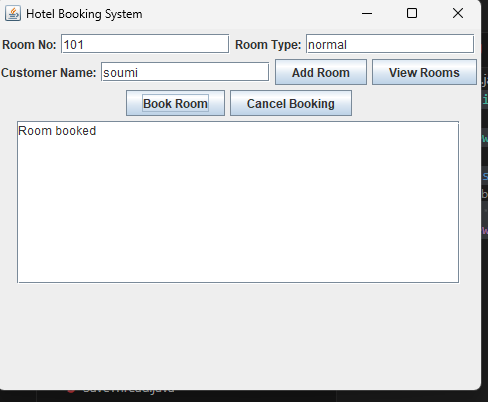 Hotel Booking System
Room No: 101 Room Type: normal
Customer Name: soumi Add Room View Rooms
Book Room Cancel Booking
Room booked